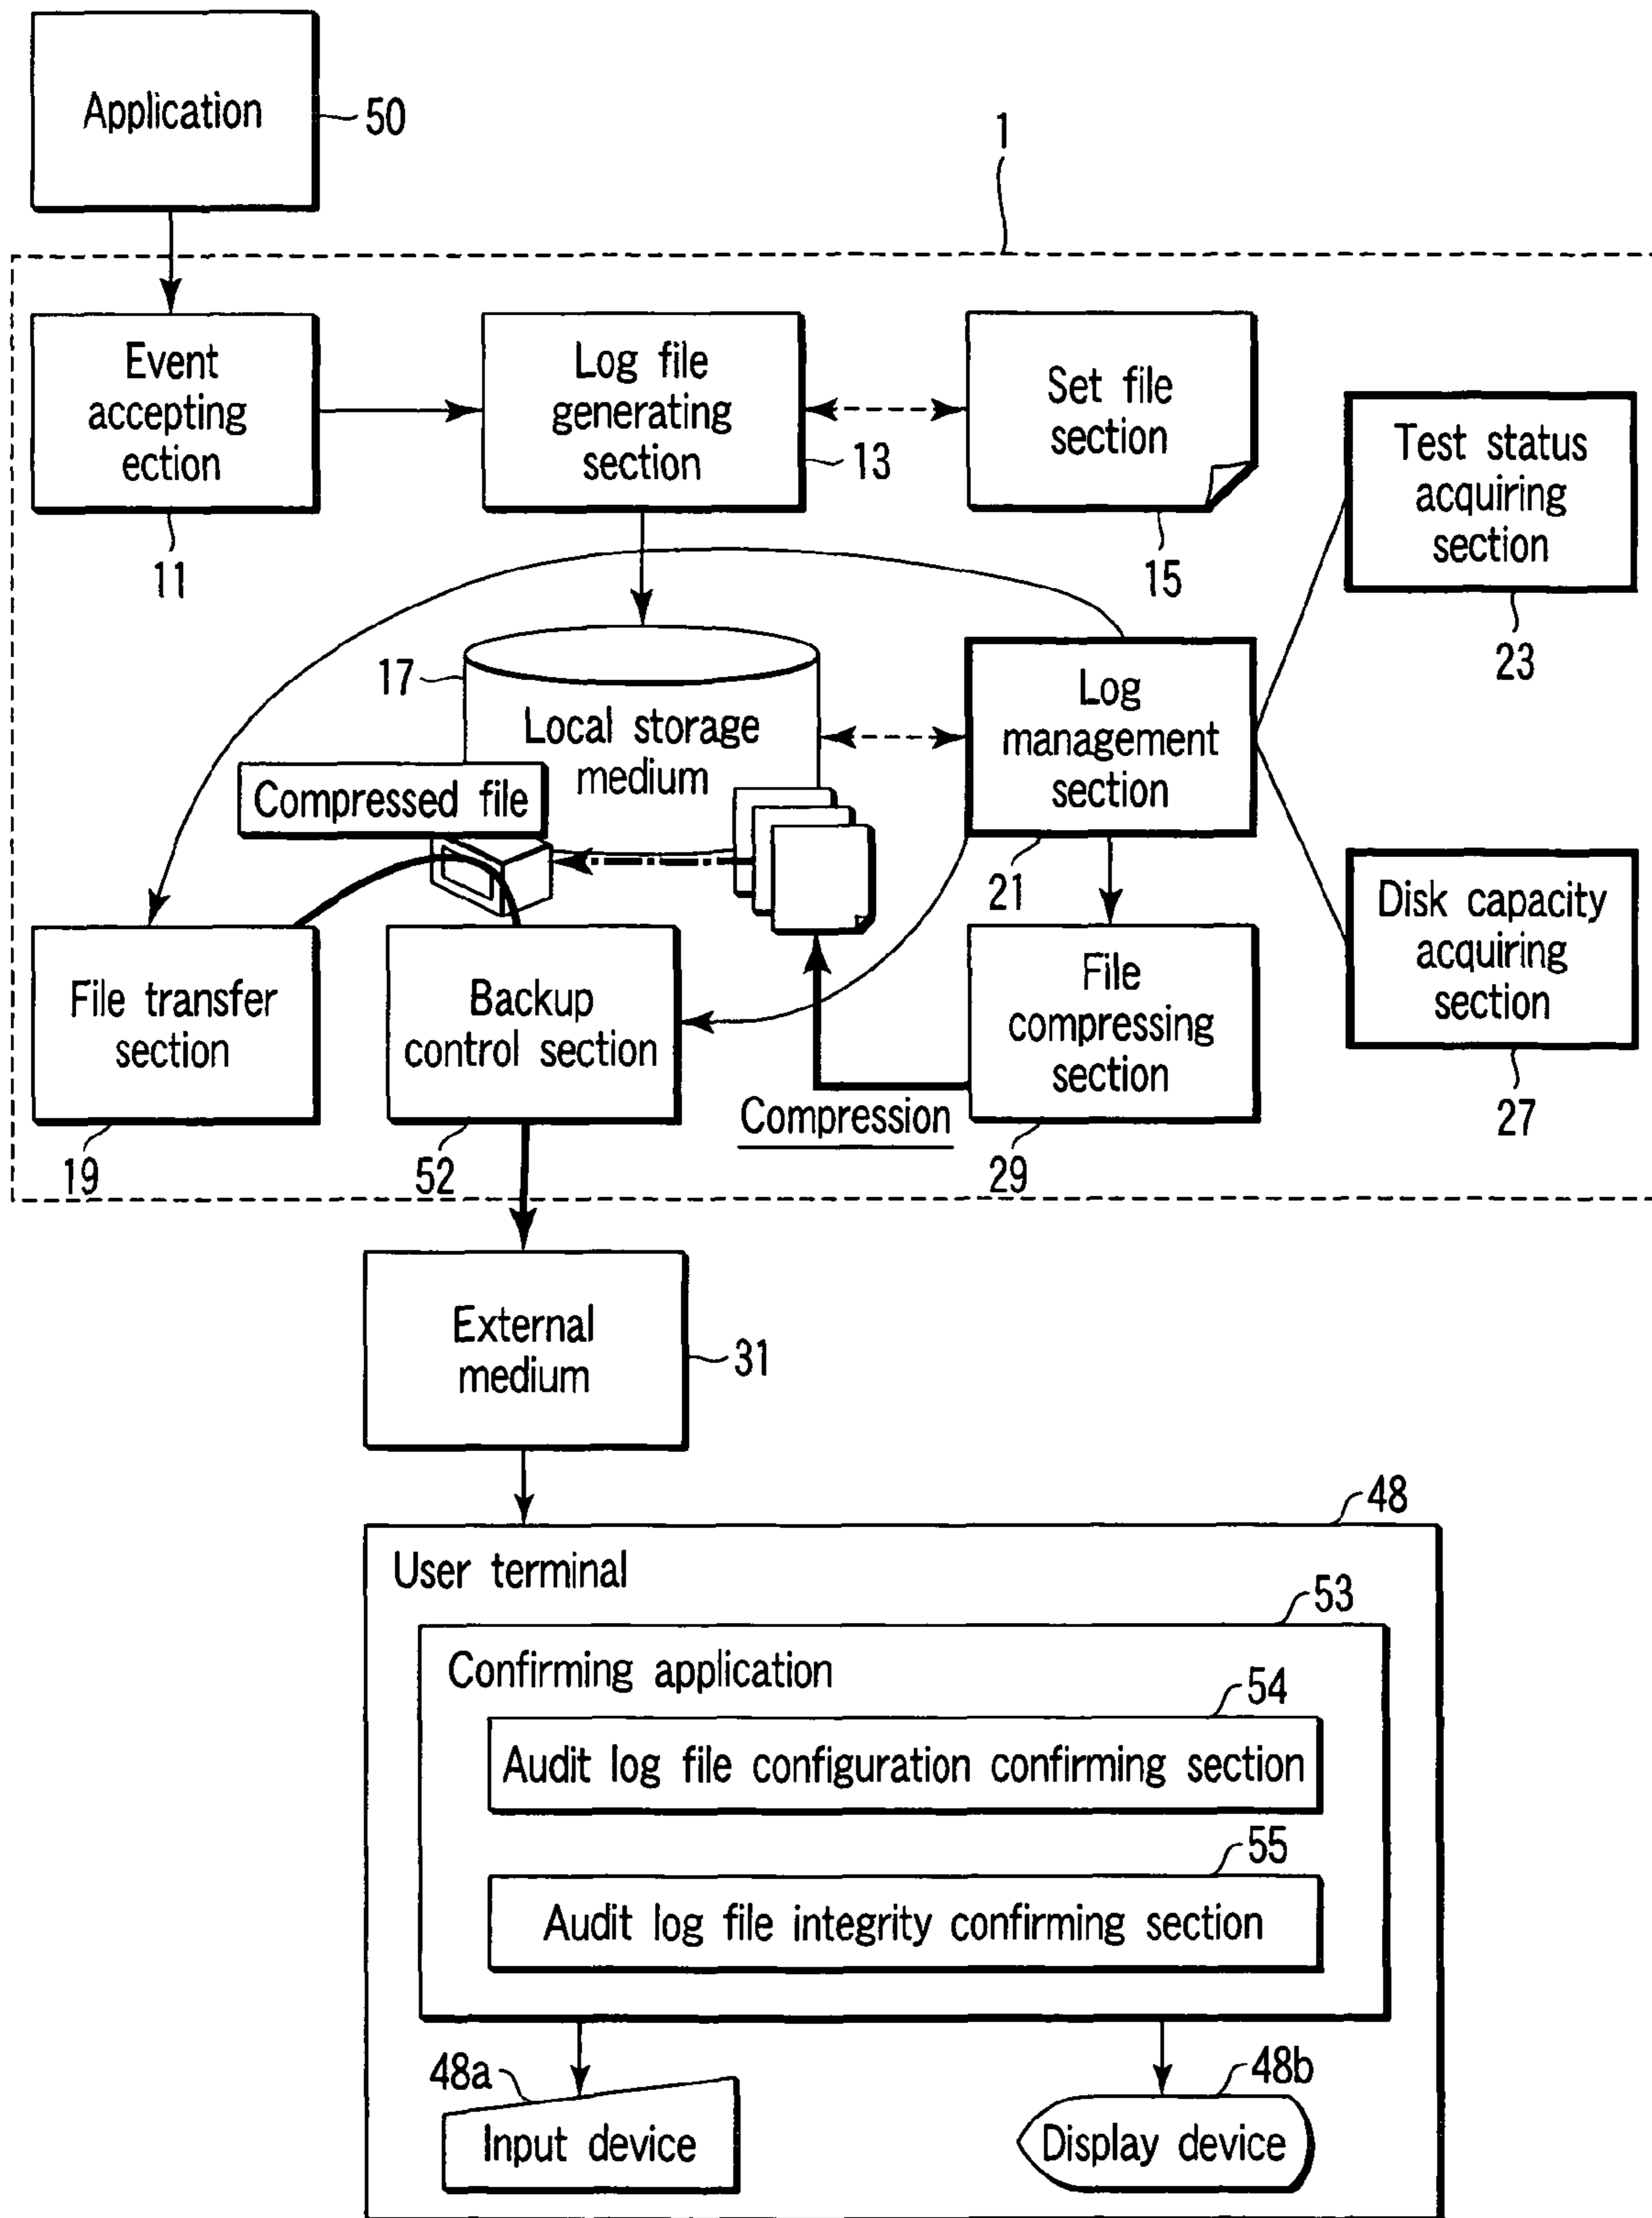 Application
50
1
Event
accepting
ection
11
Log file
generating
section
13
Set file
section
15
Test status
acquiring
section
23
17
Local storage
medium
Compressed file
Log
management
section
21
Disk capacity
acquiring
section
27
File transfer
section
19
Backup
control section
52
Compression
File
compressing
section
29
External
medium
31
48
User terminal
53
Confirming application
54
Audit log file configuration confirming section
55
Audit log file integrity confirming section
48a
Input device
48b
Display device